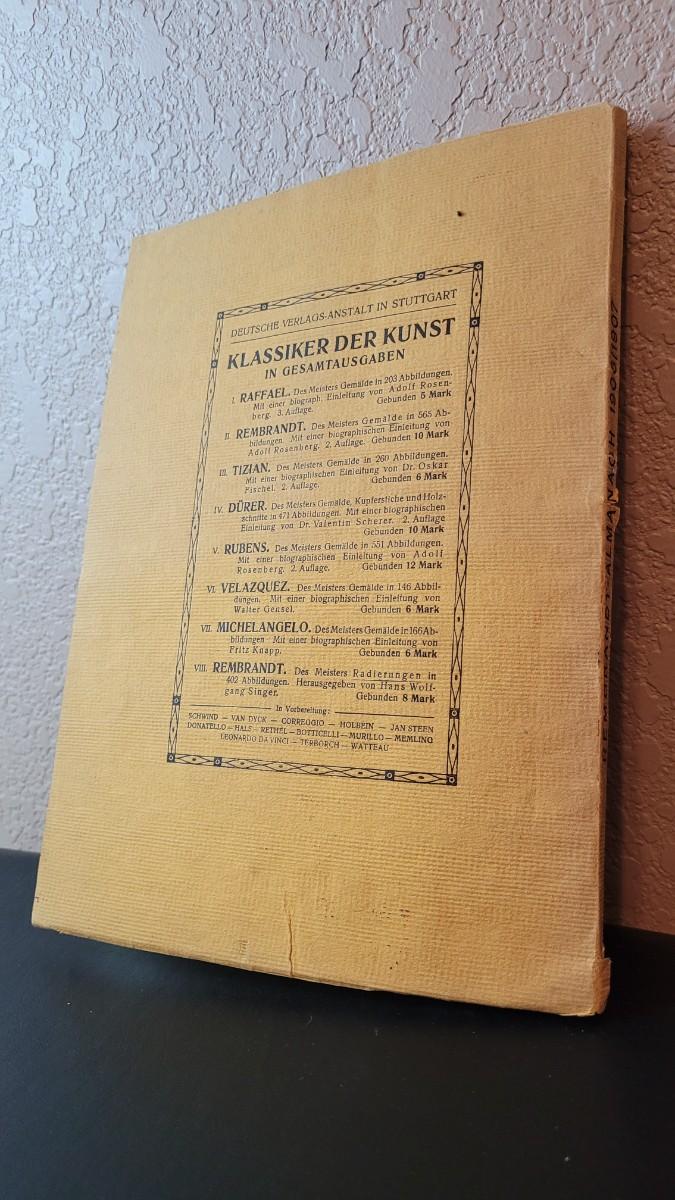 DEUTSCHE VERLAGS-ANSTALT IN STUTTGART
KLASSIKER DER KUNST
IN GESAMTAUSGABEN
I. RAFFAEL. Des Meisters Gemälde in 203 Abbildungen.
Mit einer biograph. Einleitung von Adolf Rosen-
berg. 3. Auflage. Gebunden 5 Mark
II. REMBRANDT. Des Meisters Gemälde in 565 Ab-
bildungen. Mit einer biographischen Einleitung von
Adolf Rosenberg. 2. Auflage. Gebunden 10 Mark
III. TIZIAN. Des Meisters Gemälde in 260 Abbildungen.
Mit einer biographischen Einleitung von Dr. Oskar
Fischel. 2. Auflage. Gebunden 6 Mark
IV. DÜRER. Des Meisters Gemälde, Kupferstiche und Holz-
schnitte in 471 Abbildungen. Mit einer biographischen
Einleitung von Dr. Valentin Scherer. 2. Auflage
Gebunden 10 Mark
V. RUBENS. Des Meisters Gemälde in 551 Abbildungen.
Mit einer biographischen Einleitung von Adolf
Rosenberg. 2. Auflage. Gebunden 12 Mark
VI. VELAZQUEZ. Des Meisters Gemälde in 146 Abbil-
dungen. Mit einer biographischen Einleitung von
Walter Gensel. Gebunden 6 Mark
VII. MICHELANGELO. Des Meisters Gemälde in 166 Ab-
bildungen Mit einer biographischen Einleitung von
Fritz Knapp. Gebunden 6 Mark
VIII. REMBRANDT. Des Meisters Radierungen in
402 Abbildungen. Herausgegeben von Hans Wolf-
gang Singer. Gebunden 8 Mark
In Vorbereitung:
SCHWIND — VAN DYCK — CORREGGIO — HOLBEIN — JAN STEEN
DONATELLO — HALS — RETHEL — BOTTICELLI — MURILLO — MEMLING
LEONARDO DA VINCI — TERBORCH — WATTEAU
REMBRANDT-ALMANACH 1906/1907